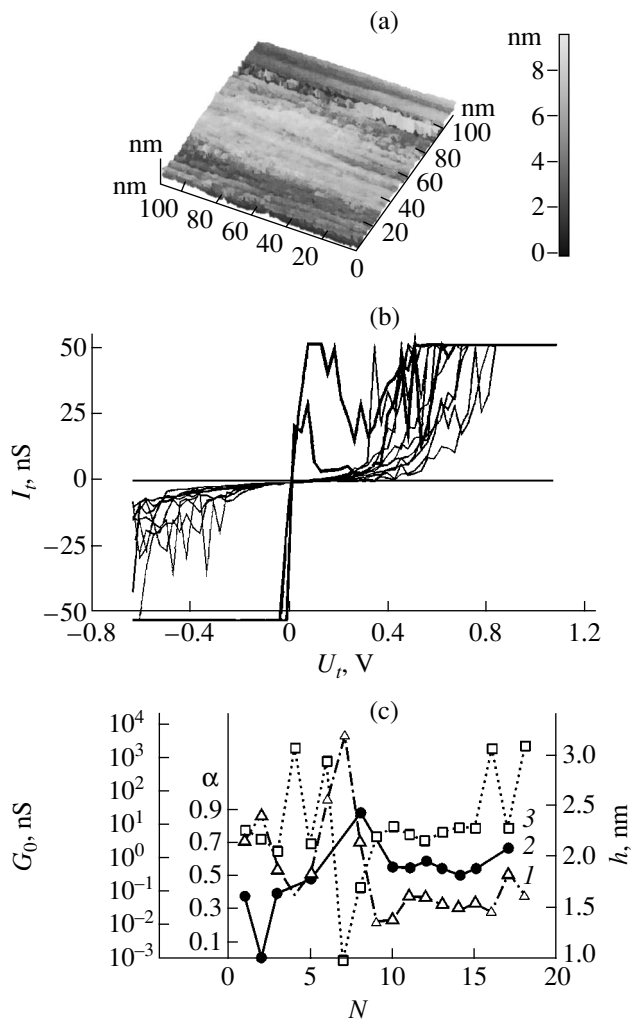 (a)
nm
8
6
4
2
0
nm
100
80
60
40
20
0
nm
nm
100 80 60 40 20
(b)
I_t, nS
50
25
0
−25
−50
−0.8 −0.4 0 0.4 0.8 1.2
U_t, V
(c)
G_0, nS
10^4
10^3
10^2
10^1
10^0
10^-1
10^-2
10^-3
α
0.9
0.7
0.5
0.3
0.1
3
2
1
3.0
2.5
2.0
1.5
1.0
h, nm
0 5 10 15 20
N